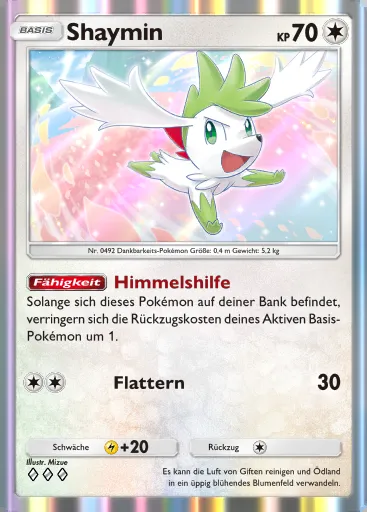 BASIS Shaymin KP 70
Nr. 0492 Dankbarkeits-Pokémon Größe: 0,4 m Gewicht: 5,2 kg
Fähigkeit Himmelshilfe
Solange sich dieses Pokémon auf deiner Bank befindet,
verringern sich die Rückzugskosten deines Aktiven Basis-
Pokémon um 1.
Flattern 30
Schwäche +20 Rückzug
Illustr. Mizue
Es kann die Luft von Giften reinigen und Ödland
in ein üppig blühendes Blumenfeld verwandeln.